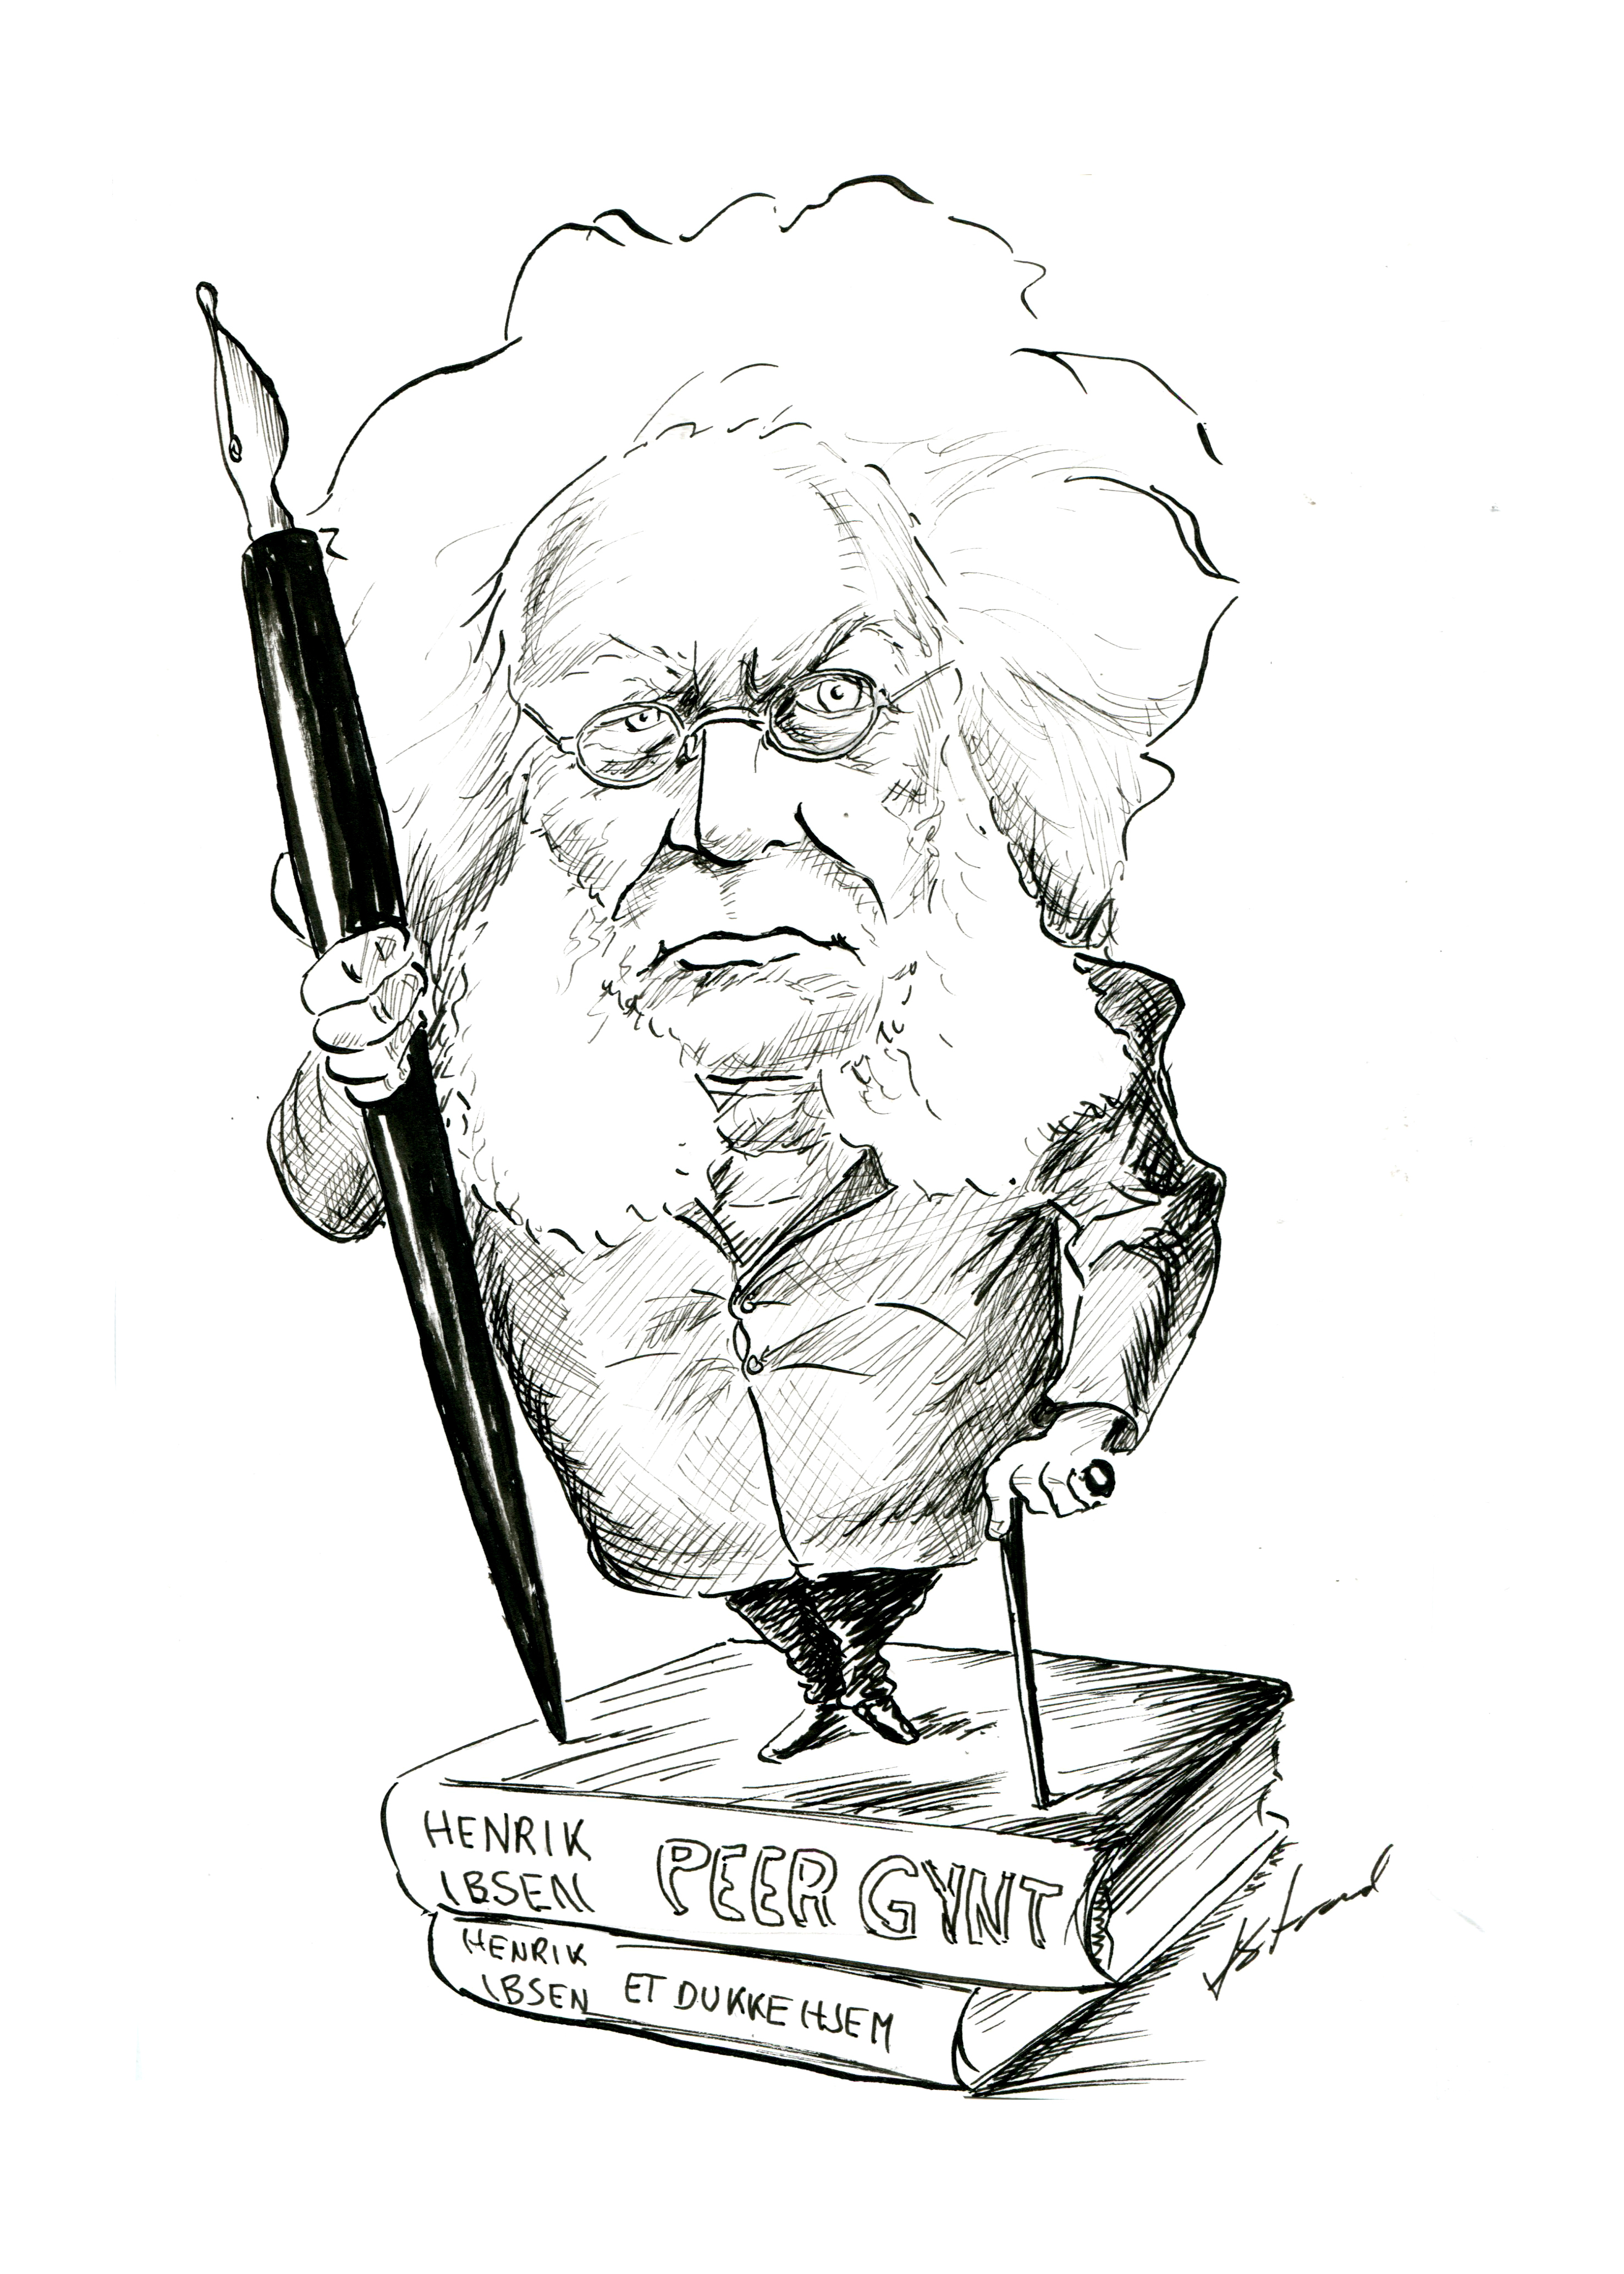 HENRIK
IBSEN
PEER GYNT
HENRIK
IBSEN
ET DUKKEHJEM